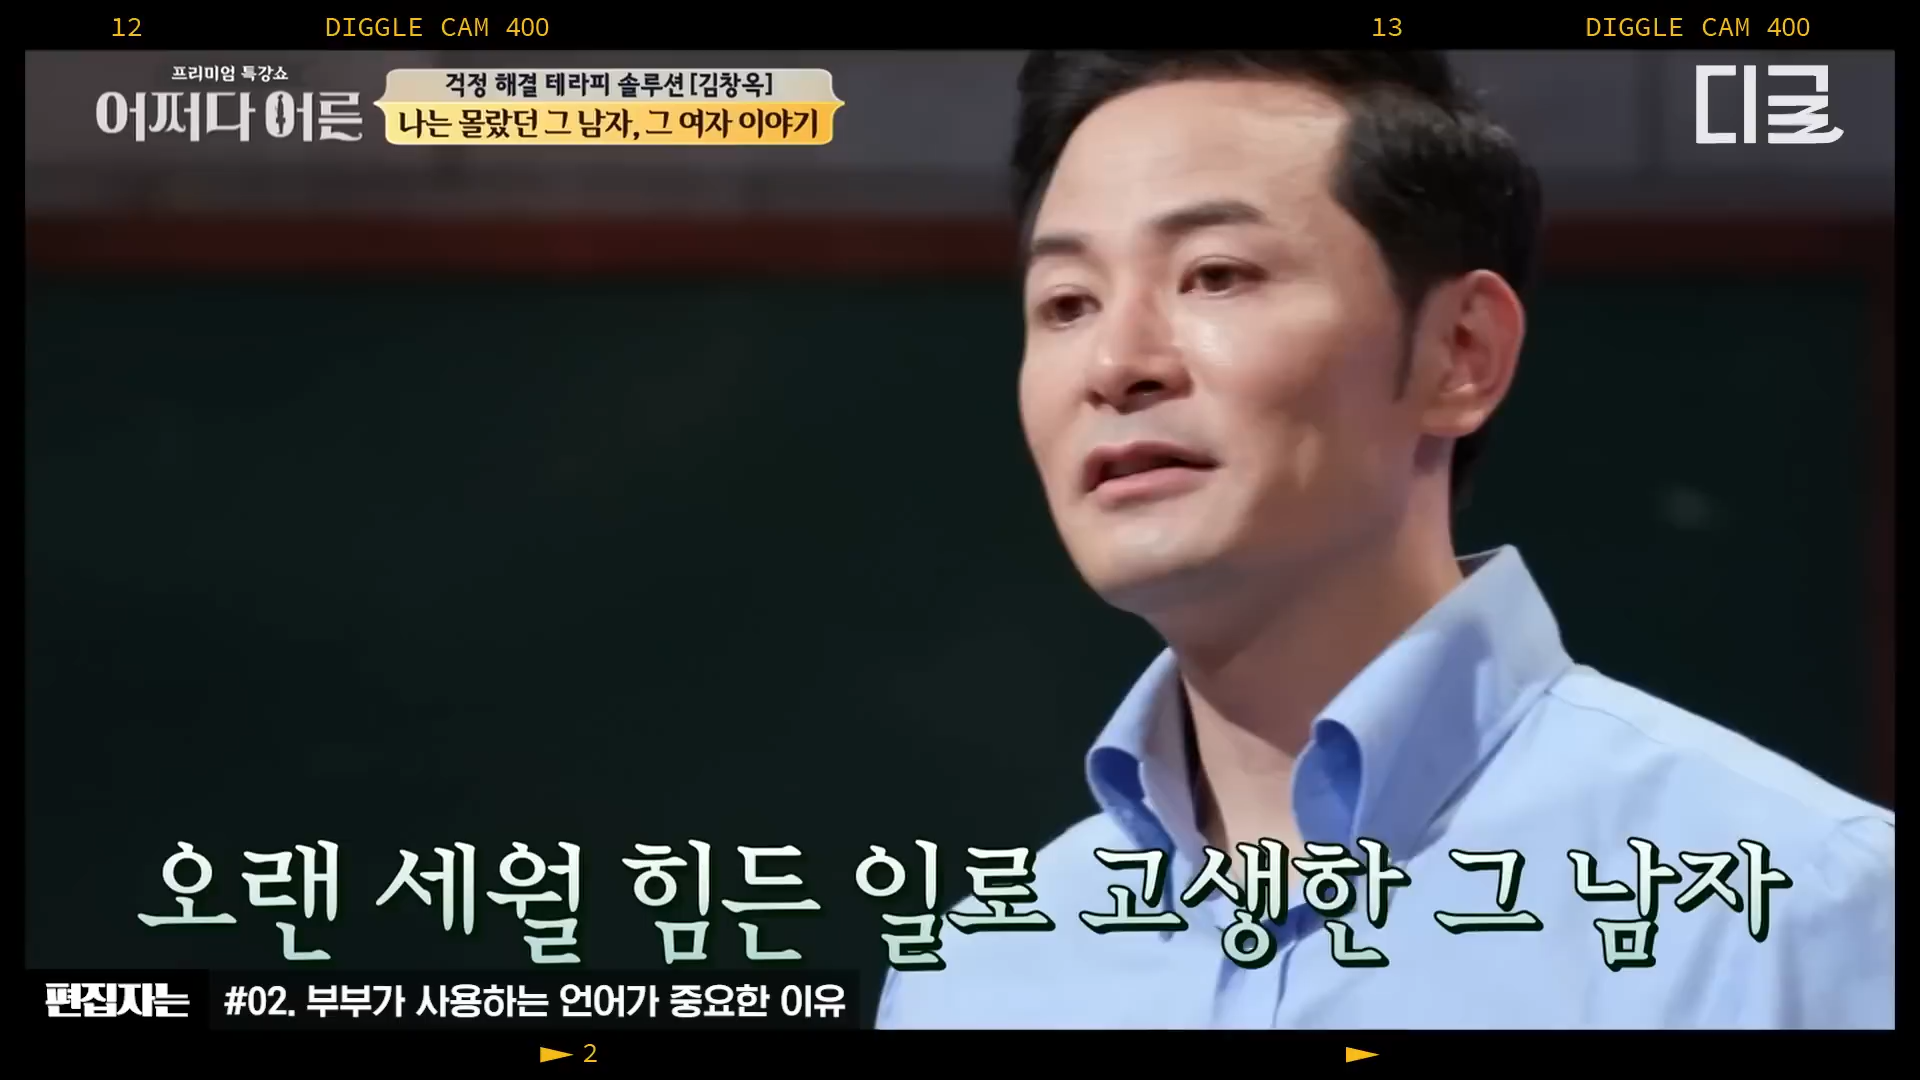 12
DIGGLE CAM 400
13
DIGGLE CAM 400
프리미엄 특강쇼
어쩌다 어른
걱정 해결 테라피 솔루션[김창옥]
나는 몰랐던 그 남자, 그 여자 이야기
디글
오랜 세월 힘든 일로 고생한 그 남자
편집자는
#02. 부부가 사용하는 언어가 중요한 이유
2